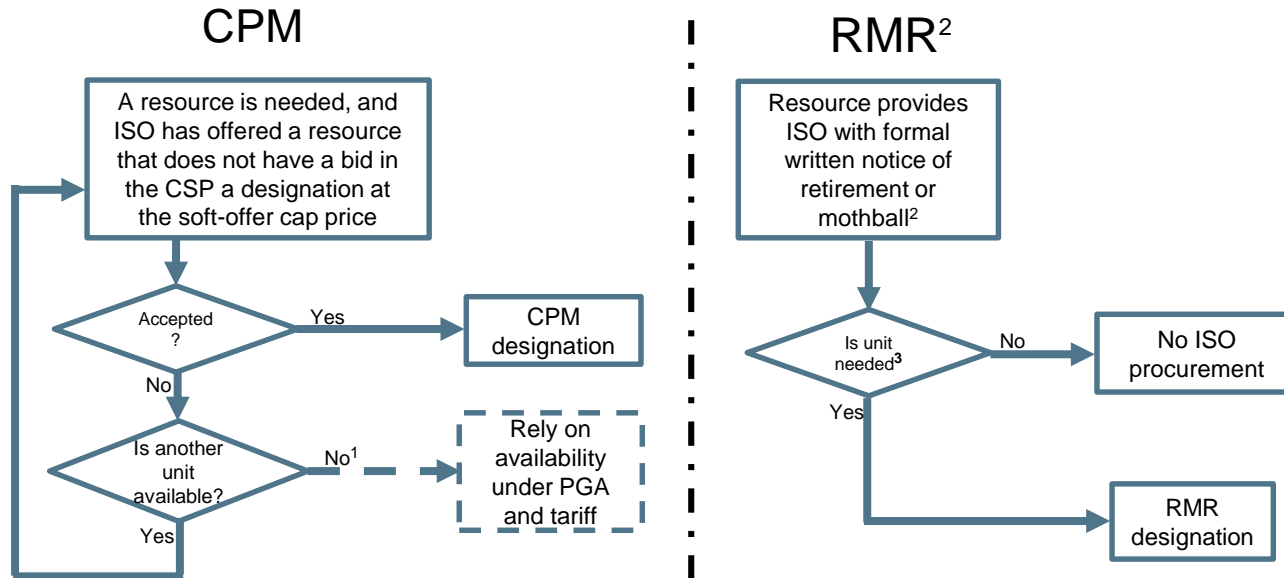 CPM
A resource is needed, and
ISO has offered a resource
that does not have a bid in
the CSP a designation at
the soft-offer cap price
Accepted
?
Yes
CPM
designation
No
Is another
unit
available?
No¹
Rely on
availability
under PGA
and tariff
Yes
RMR²
Resource provides
ISO with formal
written notice of
retirement or
mothball²
Is unit
needed³
No
No ISO
procurement
Yes
RMR
designation